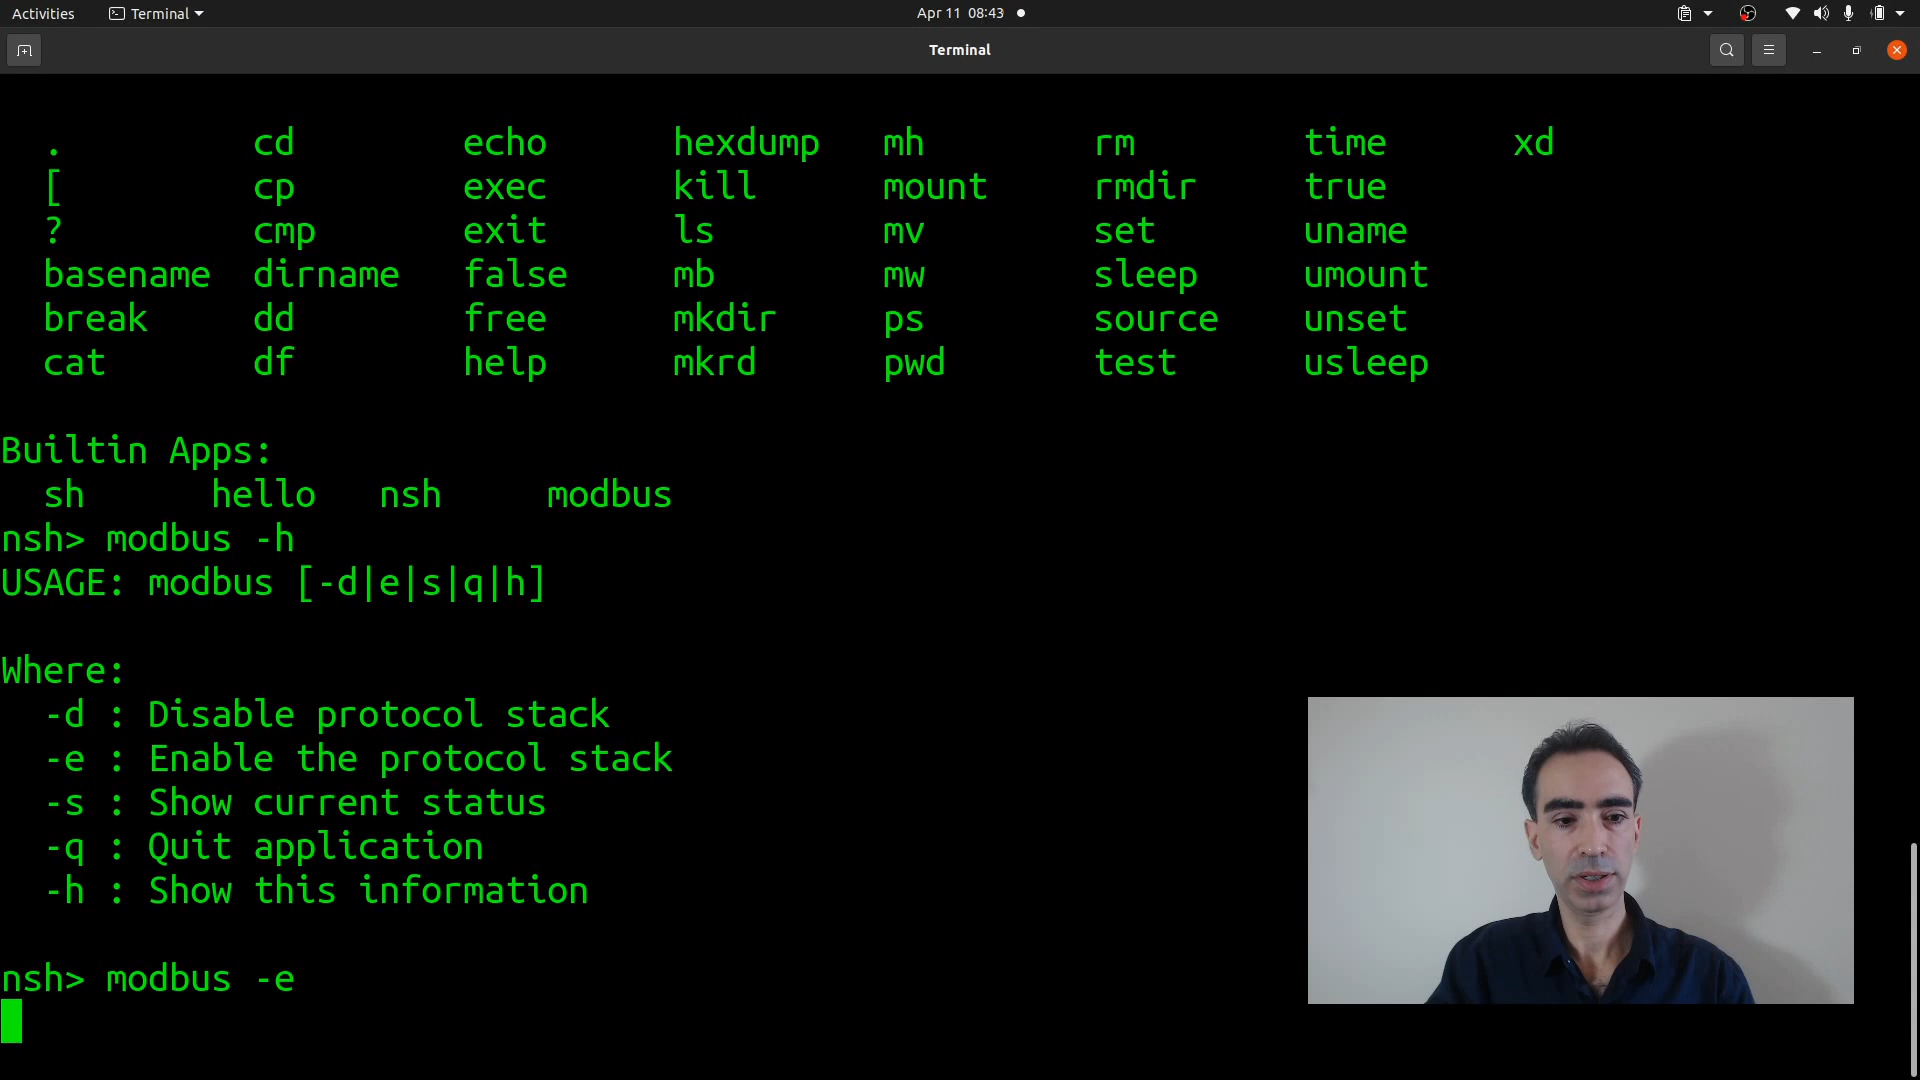 Activities Terminal Apr 11 08:43
Terminal
. cd echo hexdump mh rm time xd
[ cp exec kill mount rmdir true
? cmp exit ls mv set uname
basename dirname false mb mw sleep umount
break dd free mkdir ps source unset
cat df help mkrd pwd test usleep
Builtin Apps:
sh hello nsh modbus
nsh> modbus -h
USAGE: modbus [-d|e|s|q|h]
Where:
-d : Disable protocol stack
-e : Enable the protocol stack
-s : Show current status
-q : Quit application
-h : Show this information
nsh> modbus -e